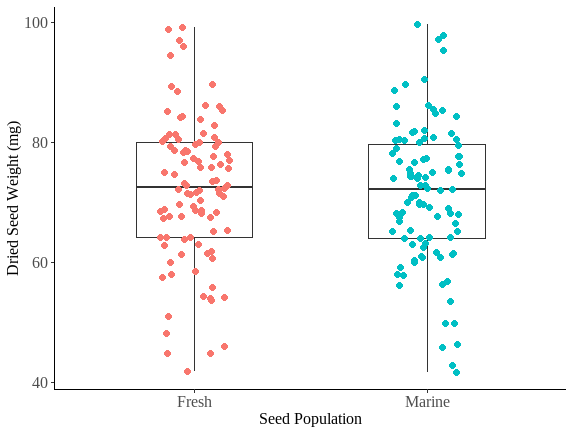 Dried Seed Weight (mg)
100
80
60
40
Fresh
Marine
Seed Population